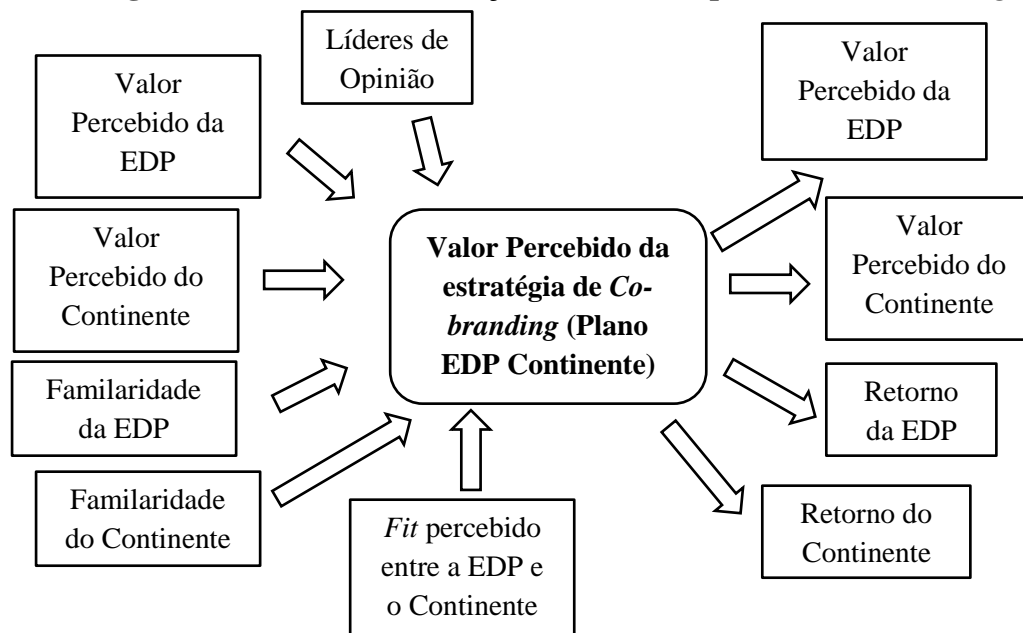 Líderes de
Opinião
Valor
Percebido da
EDP
Valor
Percebido da
EDP
Valor
Percebido do
Continente
Valor Percebido da
estratégia de Co-
branding (Plano
EDP Continente)
Valor
Percebido do
Continente
Familaridade
da EDP
Retorno
da EDP
Familaridade
do Continente
Fit percebido
entre a EDP e
o Continente
Retorno do
Continente